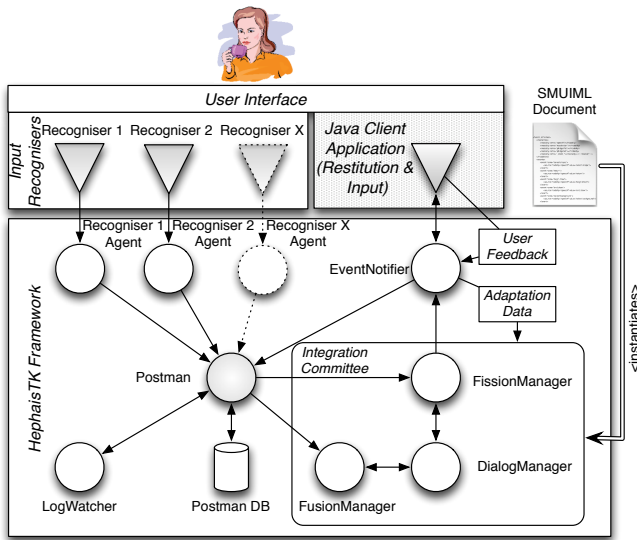 User Interface
SMUIML
Document
Input
Recognisers
Recogniser 1
Recogniser 2
Recogniser X
Java Client
Application
(Restitution &
Input)
HephaisTK Framework
Recogniser 1
Agent
Recogniser 2
Agent
Recogniser X
Agent
EventNotifier
User
Feedback
Adaptation
Data
<instantiates>
Postman
Integration
Committee
FissionManager
LogWatcher
Postman DB
FusionManager
DialogManager